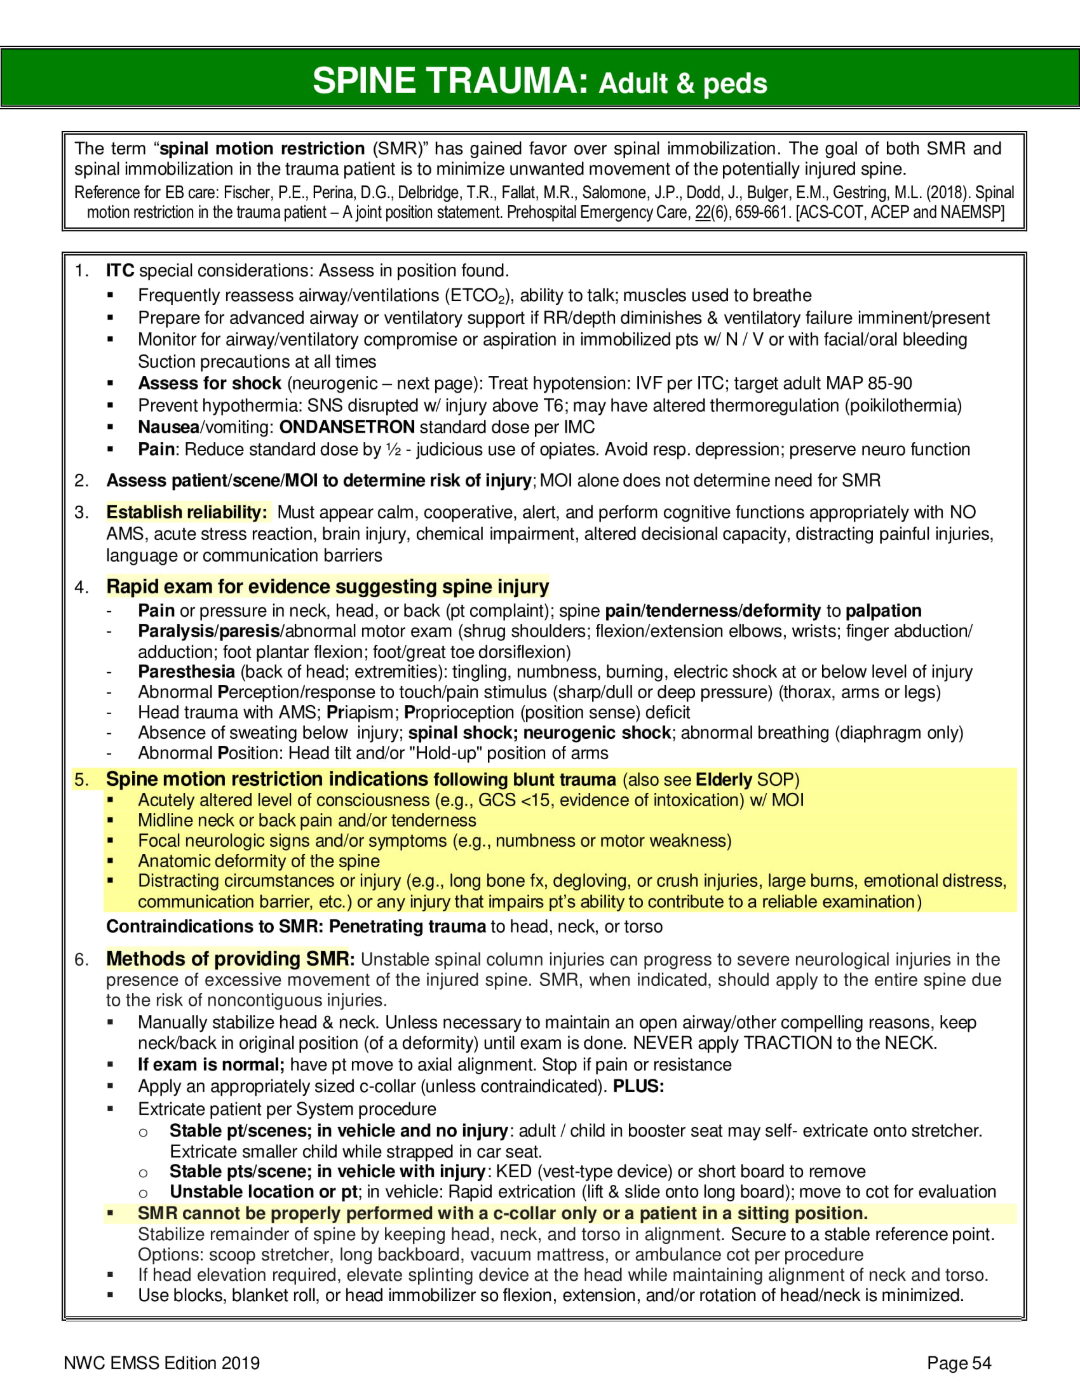 SPINE TRAUMA: Adult & peds
The term “spinal motion restriction (SMR)” has gained favor over spinal immobilization. The goal of both SMR and
spinal immobilization in the trauma patient is to minimize unwanted movement of the potentially injured spine.
Reference for EB care: Fischer, P.E., Perina, D.G., Delbridge, T.R., Fallat, M.R., Salomone, J.P., Dodd, J., Bulger, E.M., Gestring, M.L. (2018). Spinal
motion restriction in the trauma patient – A joint position statement. Prehospital Emergency Care, 22(6), 659-661. [ACS-COT, ACEP and NAEMSP]
1. ITC special considerations: Assess in position found.
▪ Frequently reassess airway/ventilations (ETCO₂), ability to talk; muscles used to breathe
▪ Prepare for advanced airway or ventilatory support if RR/depth diminishes & ventilatory failure imminent/present
▪ Monitor for airway/ventilatory compromise or aspiration in immobilized pts w/ N / V or with facial/oral bleeding
Suction precautions at all times
▪ Assess for shock (neurogenic – next page): Treat hypotension: IVF per ITC; target adult MAP 85-90
▪ Prevent hypothermia: SNS disrupted w/ injury above T6; may have altered thermoregulation (poikilothermia)
▪ Nausea/vomiting: ONDANSETRON standard dose per IMC
▪ Pain: Reduce standard dose by ½ - judicious use of opiates. Avoid resp. depression; preserve neuro function
2. Assess patient/scene/MOI to determine risk of injury; MOI alone does not determine need for SMR
3. Establish reliability: Must appear calm, cooperative, alert, and perform cognitive functions appropriately with NO
AMS, acute stress reaction, brain injury, chemical impairment, altered decisional capacity, distracting painful injuries,
language or communication barriers
4. Rapid exam for evidence suggesting spine injury
- Pain or pressure in neck, head, or back (pt complaint); spine pain/tenderness/deformity to palpation
- Paralysis/paresis/abnormal motor exam (shrug shoulders; flexion/extension elbows, wrists; finger abduction/
adduction; foot plantar flexion; foot/great toe dorsiflexion)
- Paresthesia (back of head; extremities): tingling, numbness, burning, electric shock at or below level of injury
- Abnormal Perception/response to touch/pain stimulus (sharp/dull or deep pressure) (thorax, arms or legs)
- Head trauma with AMS; Priapism; Proprioception (position sense) deficit
- Absence of sweating below injury; spinal shock; neurogenic shock; abnormal breathing (diaphragm only)
- Abnormal Position: Head tilt and/or "Hold-up" position of arms
5. Spine motion restriction indications following blunt trauma (also see Elderly SOP)
▪ Acutely altered level of consciousness (e.g., GCS <15, evidence of intoxication) w/ MOI
▪ Midline neck or back pain and/or tenderness
▪ Focal neurologic signs and/or symptoms (e.g., numbness or motor weakness)
▪ Anatomic deformity of the spine
▪ Distracting circumstances or injury (e.g., long bone fx, degloving, or crush injuries, large burns, emotional distress,
communication barrier, etc.) or any injury that impairs pt’s ability to contribute to a reliable examination)
Contraindications to SMR: Penetrating trauma to head, neck, or torso
6. Methods of providing SMR: Unstable spinal column injuries can progress to severe neurological injuries in the
presence of excessive movement of the injured spine. SMR, when indicated, should apply to the entire spine due
to the risk of noncontiguous injuries.
▪ Manually stabilize head & neck. Unless necessary to maintain an open airway/other compelling reasons, keep
neck/back in original position (of a deformity) until exam is done. NEVER apply TRACTION to the NECK.
▪ If exam is normal; have pt move to axial alignment. Stop if pain or resistance
▪ Apply an appropriately sized c-collar (unless contraindicated). PLUS:
▪ Extricate patient per System procedure
o Stable pt/scenes; in vehicle and no injury: adult / child in booster seat may self- extricate onto stretcher.
Extricate smaller child while strapped in car seat.
o Stable pts/scene; in vehicle with injury: KED (vest-type device) or short board to remove
o Unstable location or pt; in vehicle: Rapid extrication (lift & slide onto long board); move to cot for evaluation
▪ SMR cannot be properly performed with a c-collar only or a patient in a sitting position.
Stabilize remainder of spine by keeping head, neck, and torso in alignment. Secure to a stable reference point.
Options: scoop stretcher, long backboard, vacuum mattress, or ambulance cot per procedure
▪ If head elevation required, elevate splinting device at the head while maintaining alignment of neck and torso.
▪ Use blocks, blanket roll, or head immobilizer so flexion, extension, and/or rotation of head/neck is minimized.
NWC EMSS Edition 2019 Page 54